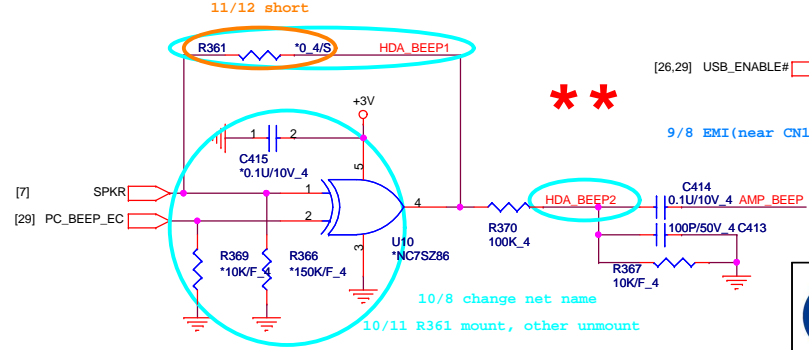 11/12 short
R361 *0_4/S HDA_BEEP1
[26,29] USB_ENABLE#
+3V
**
9/8 EMI(near CN1
1 2
C415
*0.1U/10V_4
5
[7] SPKR
1
4
[29] PC_BEEP_EC
2
HDA_BEEP2
C414
0.1U/10V_4 AMP_BEEP
R370
100K_4
100P/50V_4 C413
U10
*NC7SZ86
3
R369
*10K/F_4
R366
*150K/F_4
R367
10K/F_4
10/8 change net name
10/11 R361 mount, other unmount